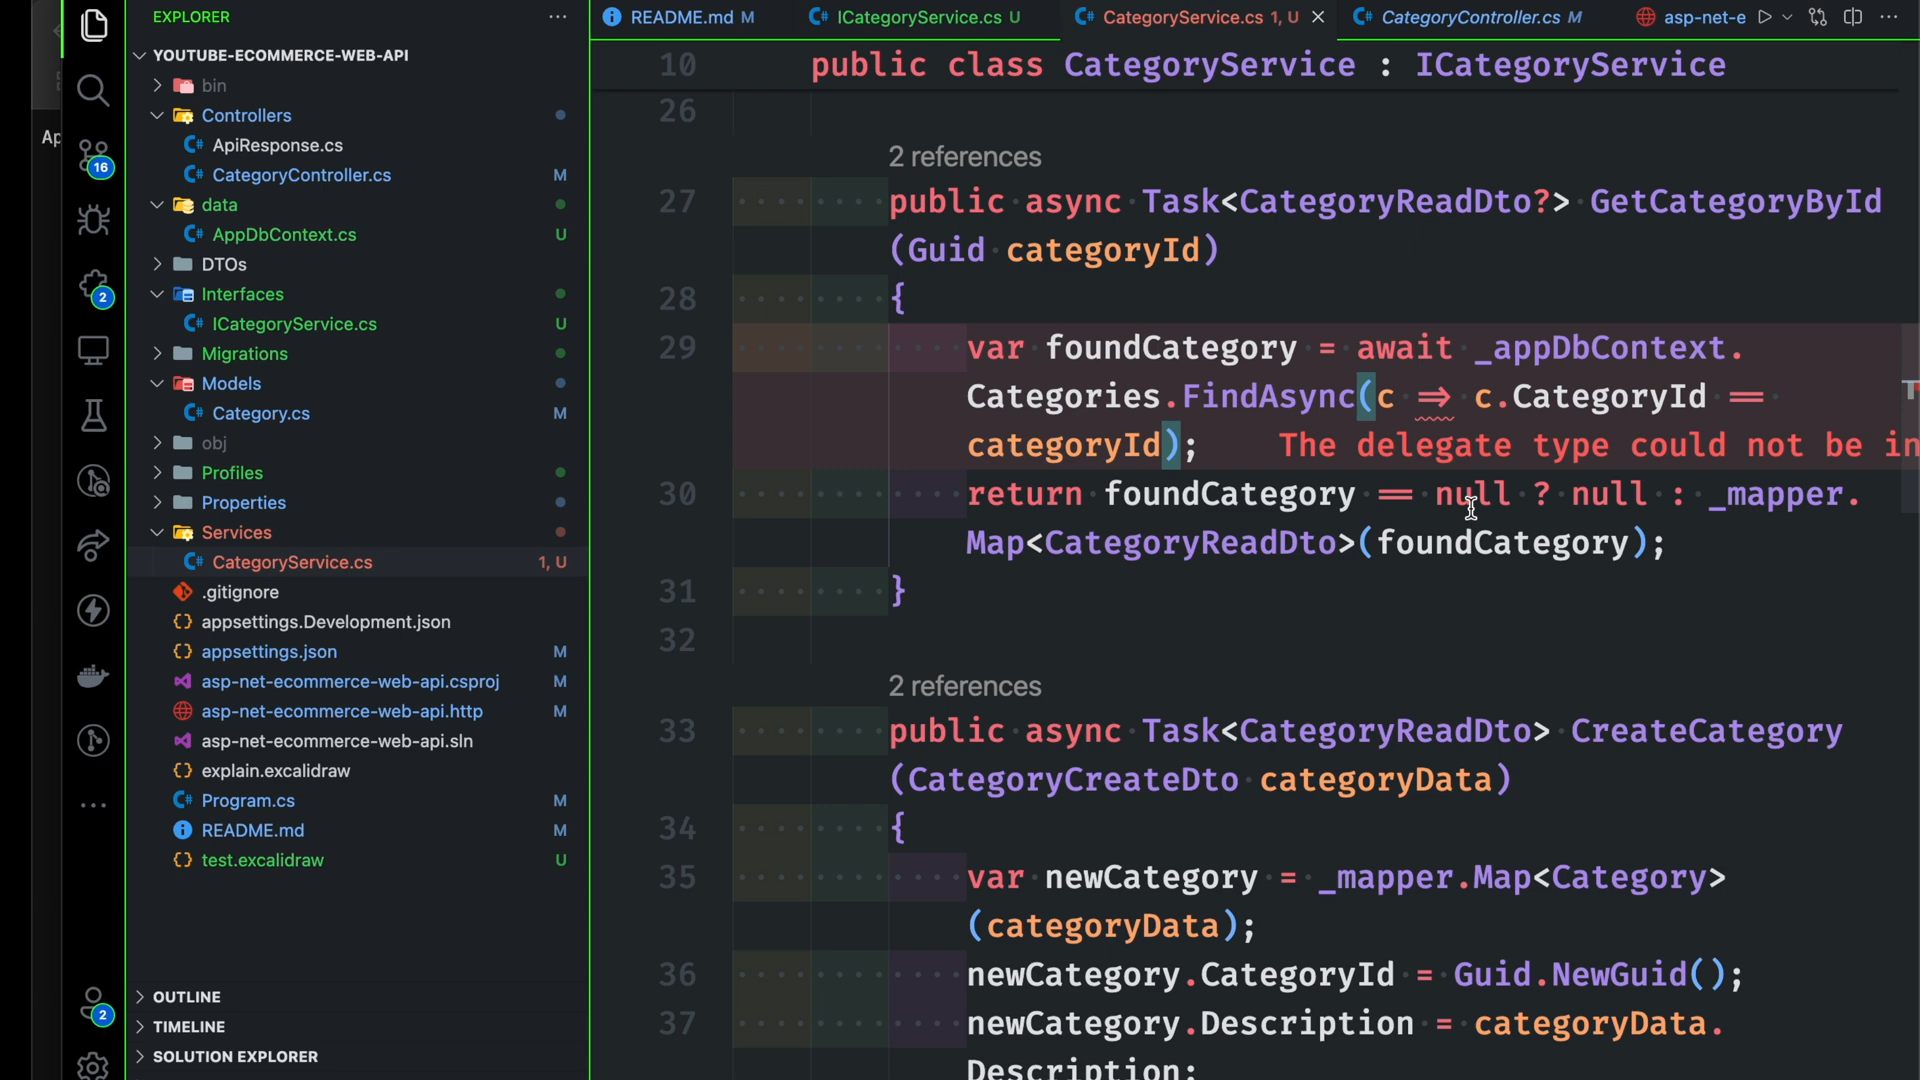 Ap
16
2
2
EXPLORER
YOUTUBE-ECOMMERCE-WEB-API
bin
Controllers
ApiResponse.cs
CategoryController.cs M
data
AppDbContext.cs U
DTOs
Interfaces
ICategoryService.cs U
Migrations
Models
Category.cs M
obj
Profiles
Properties
Services
CategoryService.cs 1, U
.gitignore
appsettings.Development.json
appsettings.json M
asp-net-ecommerce-web-api.csproj M
asp-net-ecommerce-web-api.http M
asp-net-ecommerce-web-api.sln
explain.excalidraw
Program.cs M
README.md M
test.excalidraw U
OUTLINE
TIMELINE
SOLUTION EXPLORER
README.md M ICategoryService.cs U CategoryService.cs 1, U CategoryController.cs M asp-net-e
10 public class CategoryService : ICategoryService
26
2 references
27 public async Task<CategoryReadDto?> GetCategoryById
(Guid categoryId)
28 {
29 var foundCategory = await _appDbContext.
Categories.FindAsync(c => c.CategoryId ==
categoryId); The delegate type could not be in
30 return foundCategory == null ? null : _mapper.
Map<CategoryReadDto>(foundCategory);
31 }
32
2 references
33 public async Task<CategoryReadDto> CreateCategory
(CategoryCreateDto categoryData)
34 {
35 var newCategory = _mapper.Map<Category>
(categoryData);
36 newCategory.CategoryId = Guid.NewGuid();
37 newCategory.Description = categoryData.
Description;